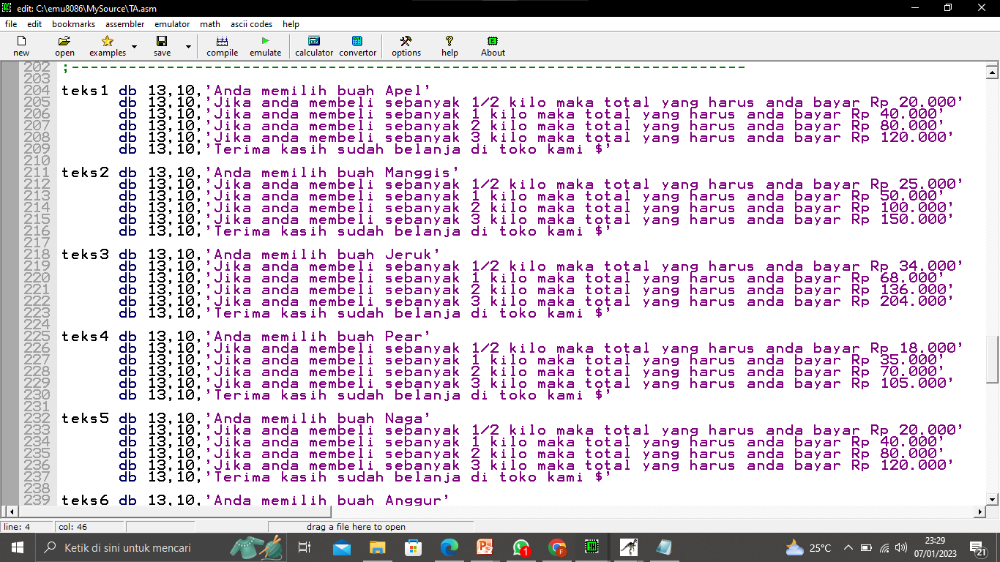 edit: C:\emu8086\MySource\TA.asm
file edit bookmarks assembler emulator math ascii codes help
new open examples save compile emulate calculator convertor options help About
202 ;-----------------------------------------------------------------------
203
204 teks1 db 13,10,'Anda memilih buah Apel'
205 db 13,10,'Jika anda membeli sebanyak 1/2 kilo maka total yang harus anda bayar Rp 20.000'
206 db 13,10,'Jika anda membeli sebanyak 1 kilo maka total yang harus anda bayar Rp 40.000'
207 db 13,10,'Jika anda membeli sebanyak 2 kilo maka total yang harus anda bayar Rp 80.000'
208 db 13,10,'Jika anda membeli sebanyak 3 kilo maka total yang harus anda bayar Rp 120.000'
209 db 13,10,'Terima kasih sudah belanja di toko kami $'
210
211 teks2 db 13,10,'Anda memilih buah Manggis'
212 db 13,10,'Jika anda membeli sebanyak 1/2 kilo maka total yang harus anda bayar Rp 25.000'
213 db 13,10,'Jika anda membeli sebanyak 1 kilo maka total yang harus anda bayar Rp 50.000'
214 db 13,10,'Jika anda membeli sebanyak 2 kilo maka total yang harus anda bayar Rp 100.000'
215 db 13,10,'Jika anda membeli sebanyak 3 kilo maka total yang harus anda bayar Rp 150.000'
216 db 13,10,'Terima kasih sudah belanja di toko kami $'
217
218 teks3 db 13,10,'Anda memilih buah Jeruk'
219 db 13,10,'Jika anda membeli sebanyak 1/2 kilo maka total yang harus anda bayar Rp 34.000'
220 db 13,10,'Jika anda membeli sebanyak 1 kilo maka total yang harus anda bayar Rp 68.000'
221 db 13,10,'Jika anda membeli sebanyak 2 kilo maka total yang harus anda bayar Rp 136.000'
222 db 13,10,'Jika anda membeli sebanyak 3 kilo maka total yang harus anda bayar Rp 204.000'
223 db 13,10,'Terima kasih sudah belanja di toko kami $'
224
225 teks4 db 13,10,'Anda memilih buah Pear'
226 db 13,10,'Jika anda membeli sebanyak 1/2 kilo maka total yang harus anda bayar Rp 18.000'
227 db 13,10,'Jika anda membeli sebanyak 1 kilo maka total yang harus anda bayar Rp 35.000'
228 db 13,10,'Jika anda membeli sebanyak 2 kilo maka total yang harus anda bayar Rp 70.000'
229 db 13,10,'Jika anda membeli sebanyak 3 kilo maka total yang harus anda bayar Rp 105.000'
230 db 13,10,'Terima kasih sudah belanja di toko kami $'
231
232 teks5 db 13,10,'Anda memilih buah Naga'
233 db 13,10,'Jika anda membeli sebanyak 1/2 kilo maka total yang harus anda bayar Rp 20.000'
234 db 13,10,'Jika anda membeli sebanyak 1 kilo maka total yang harus anda bayar Rp 40.000'
235 db 13,10,'Jika anda membeli sebanyak 2 kilo maka total yang harus anda bayar Rp 80.000'
236 db 13,10,'Jika anda membeli sebanyak 3 kilo maka total yang harus anda bayar Rp 120.000'
237 db 13,10,'Terima kasih sudah belanja di toko kami $'
238
239 teks6 db 13,10,'Anda memilih buah Anggur'
line: 4 col: 46 drag a file here to open
Ketik di sini untuk mencari 1 25°C 23:29
07/01/2023 21